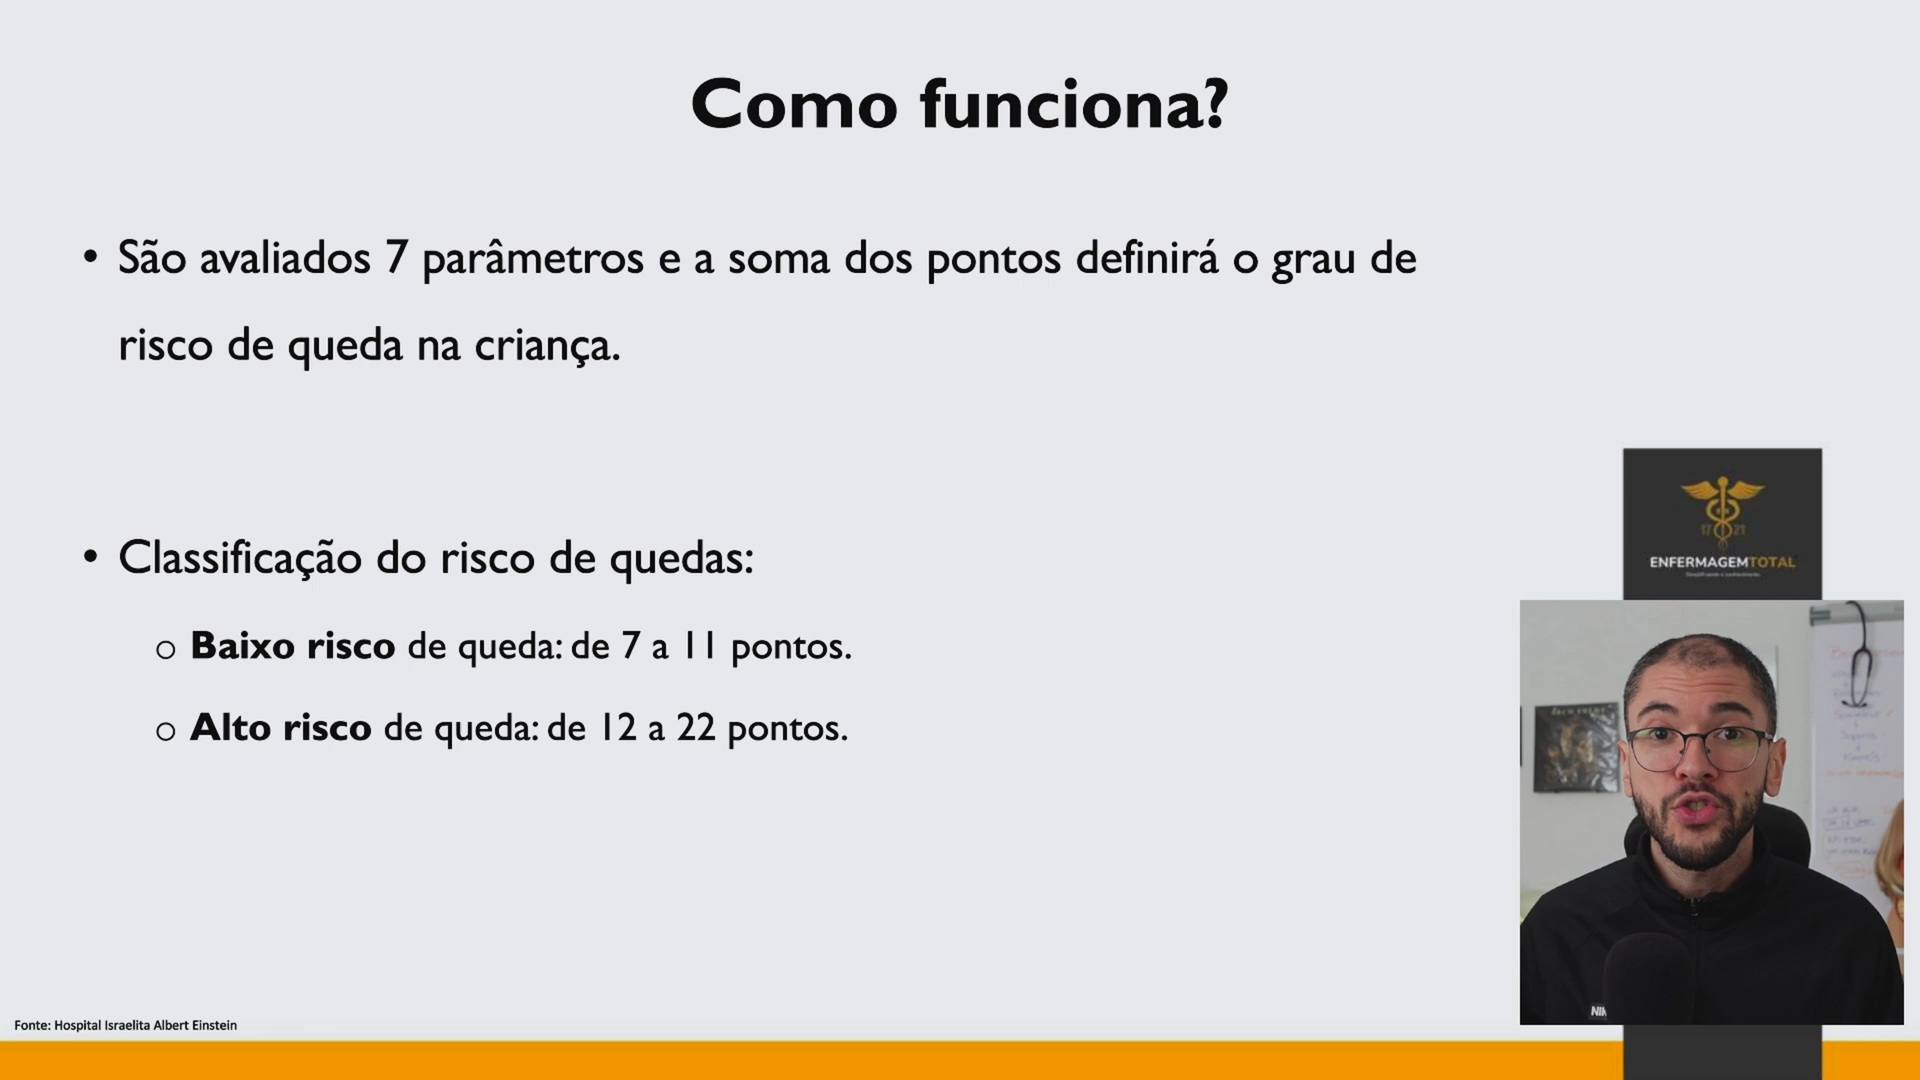 Como funciona?
• São avaliados 7 parâmetros e a soma dos pontos definirá o grau de
risco de queda na criança.
• Classificação do risco de quedas:
o Baixo risco de queda: de 7 a 11 pontos.
o Alto risco de queda: de 12 a 22 pontos.
17 21
ENFERMAGEMTOTAL
Fonte: Hospital Israelita Albert Einstein